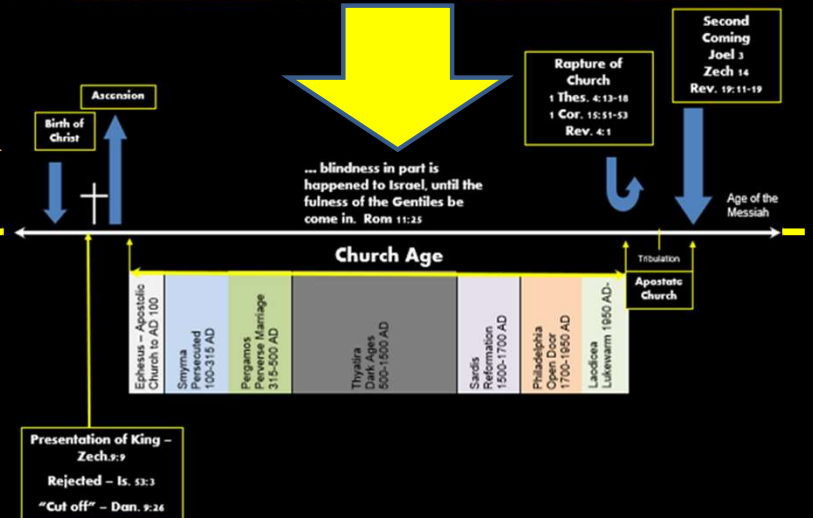 Birth of
Christ
Ascension
... blindness in part is
happened to Israel, until the
fulness of the Gentiles be
come in. Rom 11:25
Rapture of
Church
1 Thes. 4:13-18
1 Cor. 15:51-53
Rev. 4:1
Second
Coming
Joel 3
Zech 14
Rev. 19:11-19
Age of the
Messiah
Church Age
Tribulation
Apostate
Church
Ephesus – Apostolic
Church to AD 100
Smyrna
Persecuted
100-315 AD
Pergamos
Perverse Marriage
315-500 AD
Thyatira
Dark Ages
500-1500 AD
Sardis
Reformation
1500-1700 AD
Philadelphia
Open Door
1700-1950 AD
Laodicea
Lukewarm 1950 AD-
Presentation of King –
Zech.9:9
Rejected – Is. 53:3
"Cut off" – Dan. 9:26